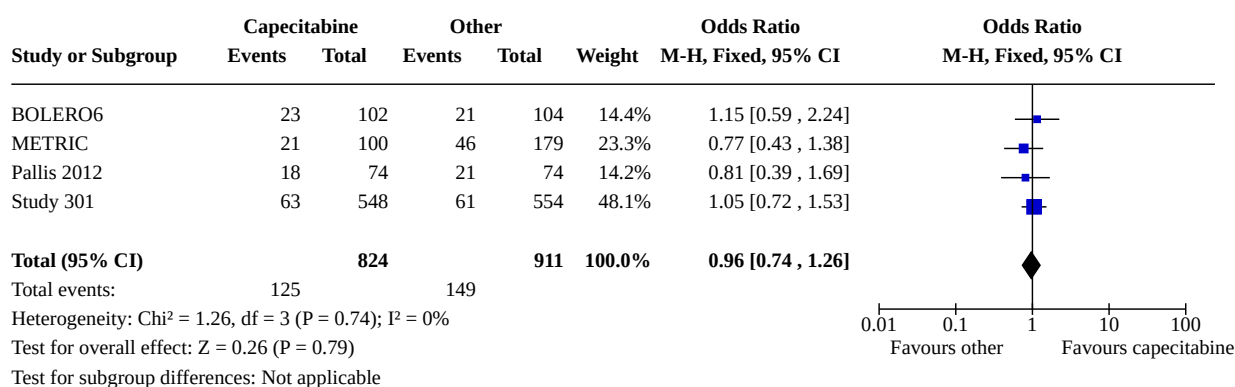 Capecitabine Other Odds Ratio Odds Ratio
Study or Subgroup Events Total Events Total Weight M-H, Fixed, 95% CI M-H, Fixed, 95% CI
BOLERO6 23 102 21 104 14.4% 1.15 [0.59 , 2.24]
METRIC 21 100 46 179 23.3% 0.77 [0.43 , 1.38]
Pallis 2012 18 74 21 74 14.2% 0.81 [0.39 , 1.69]
Study 301 63 548 61 554 48.1% 1.05 [0.72 , 1.53]
Total (95% CI) 824 911 100.0% 0.96 [0.74 , 1.26]
Total events: 125 149
Heterogeneity: Chi² = 1.26, df = 3 (P = 0.74); I² = 0%
0.01 0.1 1 10 100
Test for overall effect: Z = 0.26 (P = 0.79) Favours other Favours capecitabine
Test for subgroup differences: Not applicable